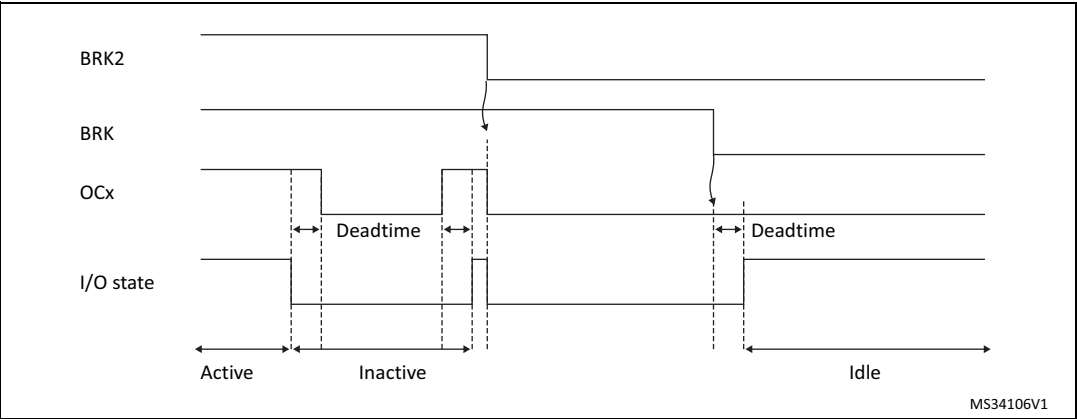 BRK2
BRK
OCx
Deadtime
Deadtime
I/O state
Active
Inactive
Idle
MS34106V1